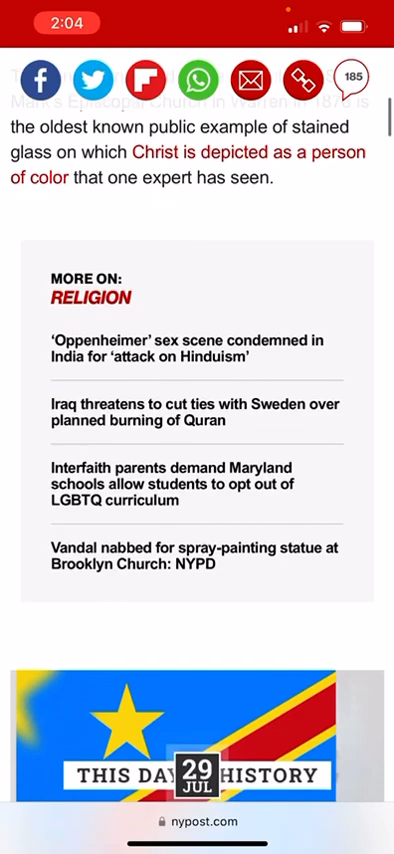 2:04
185
Mark's Episcopal Church in Warren in 1878 is
the oldest known public example of stained
glass on which Christ is depicted as a person
of color that one expert has seen.
MORE ON:
RELIGION
‘Oppenheimer’ sex scene condemned in
India for ‘attack on Hinduism’
Iraq threatens to cut ties with Sweden over
planned burning of Quran
Interfaith parents demand Maryland
schools allow students to opt out of
LGBTQ curriculum
Vandal nabbed for spray-painting statue at
Brooklyn Church: NYPD
THIS DAY
29
JUL
HISTORY
nypost.com